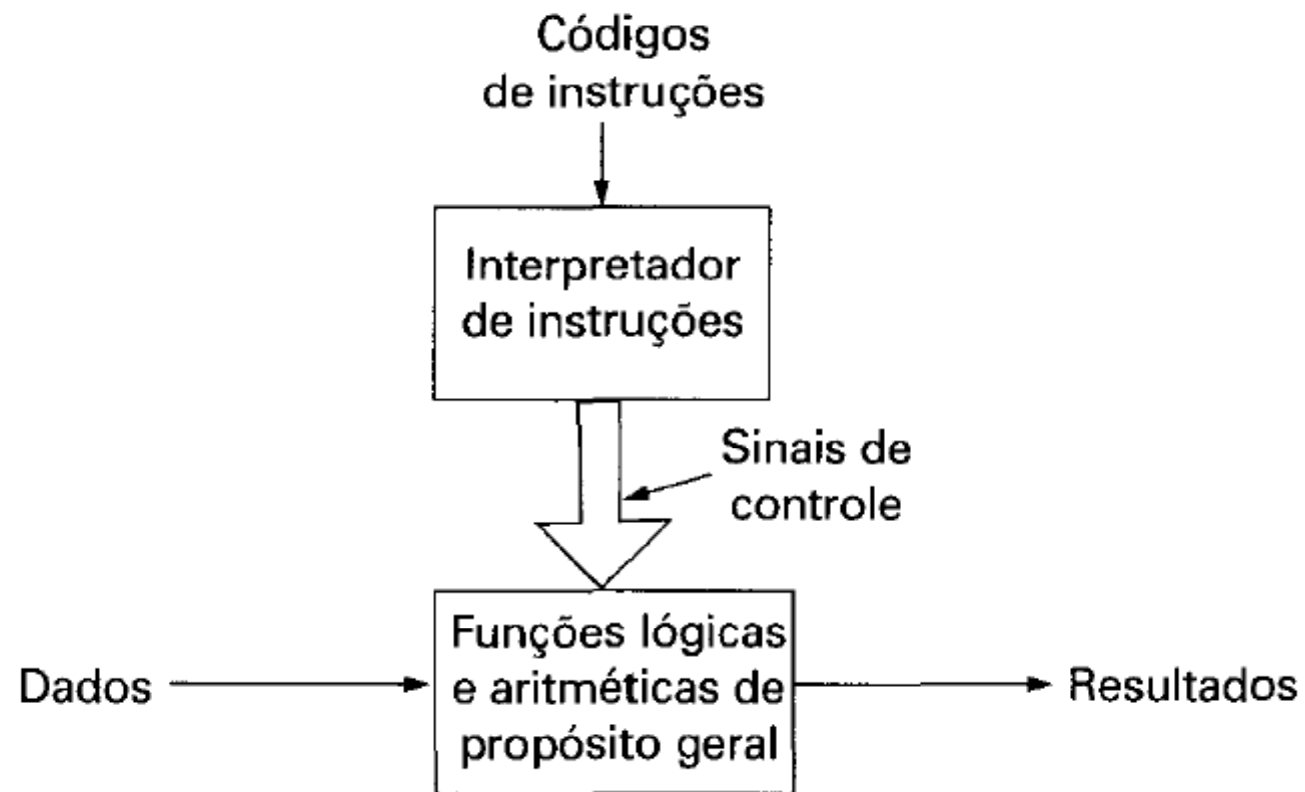 Códigos
de instruções
Interpretador
de instruções
Sinais de
controle
Funções lógicas
e aritméticas de
propósito geral
Dados
Resultados